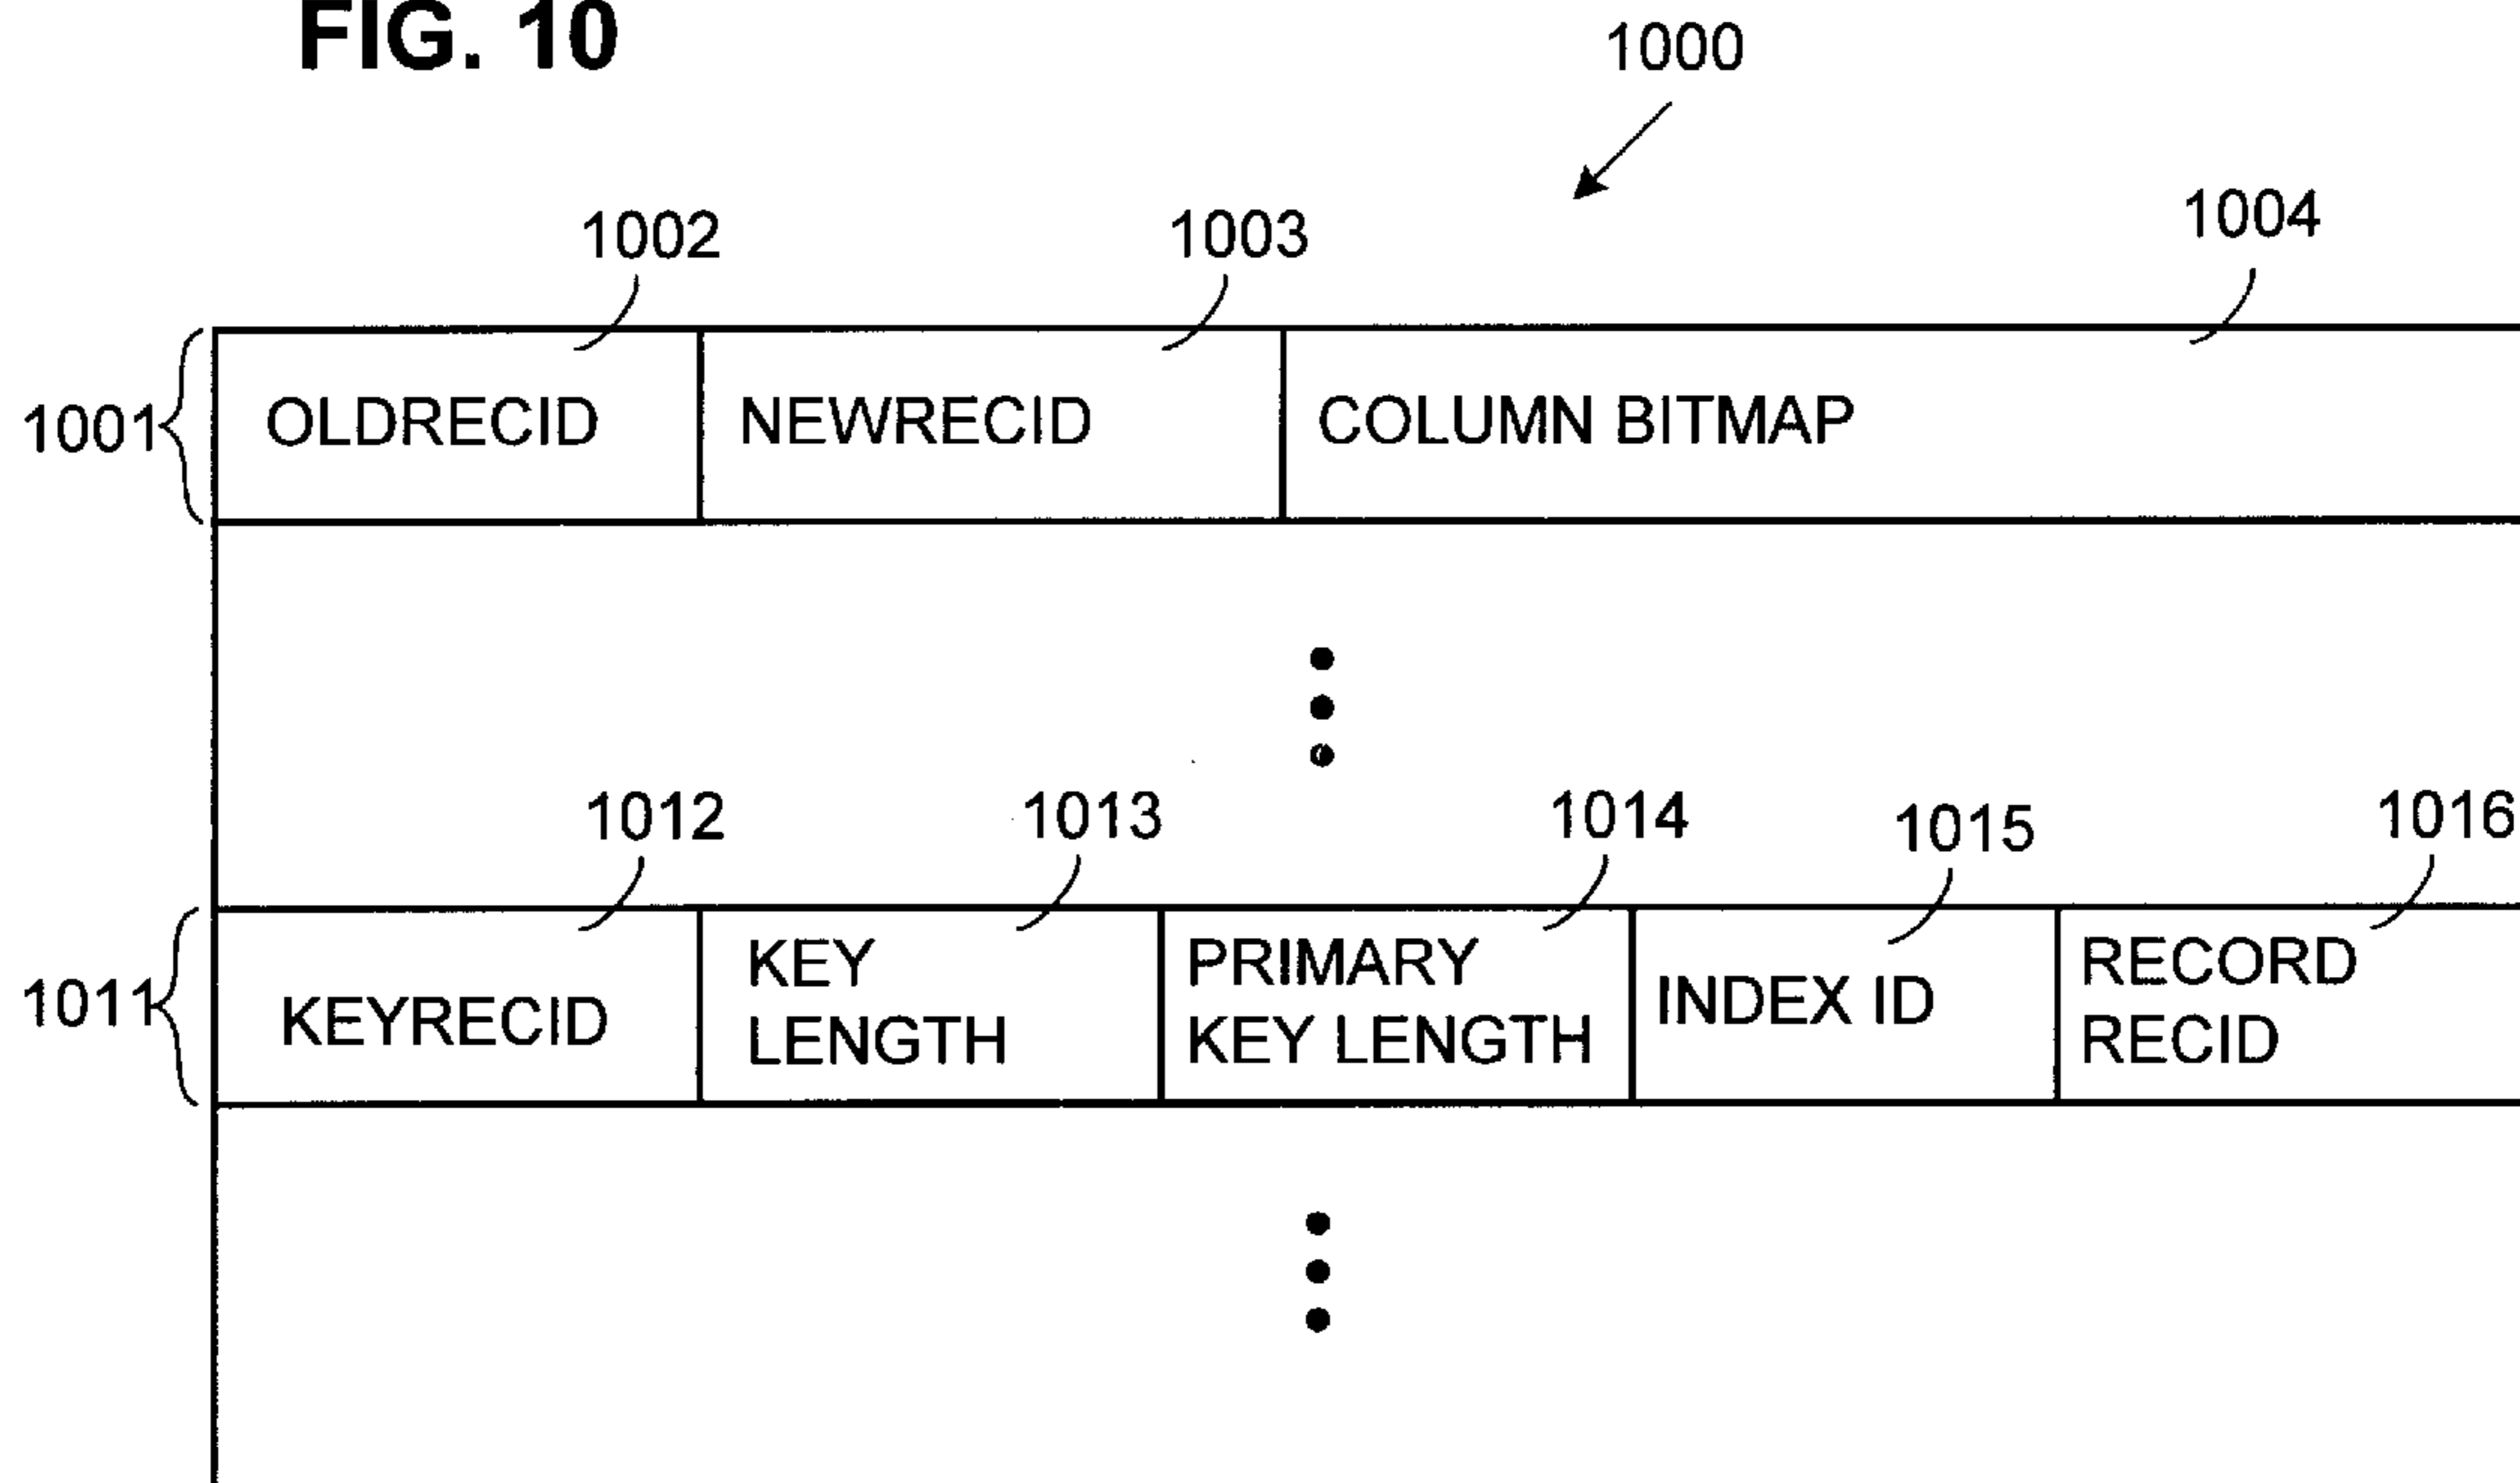 FIG. 10
1000
1002 1003 1004
1001 OLDRECID NEWRECID COLUMN BITMAP
1012 1013 1014 1015 1016
1011 KEYRECID
KEY
LENGTH
PRIMARY
KEY LENGTH
INDEX ID
RECORD
RECID